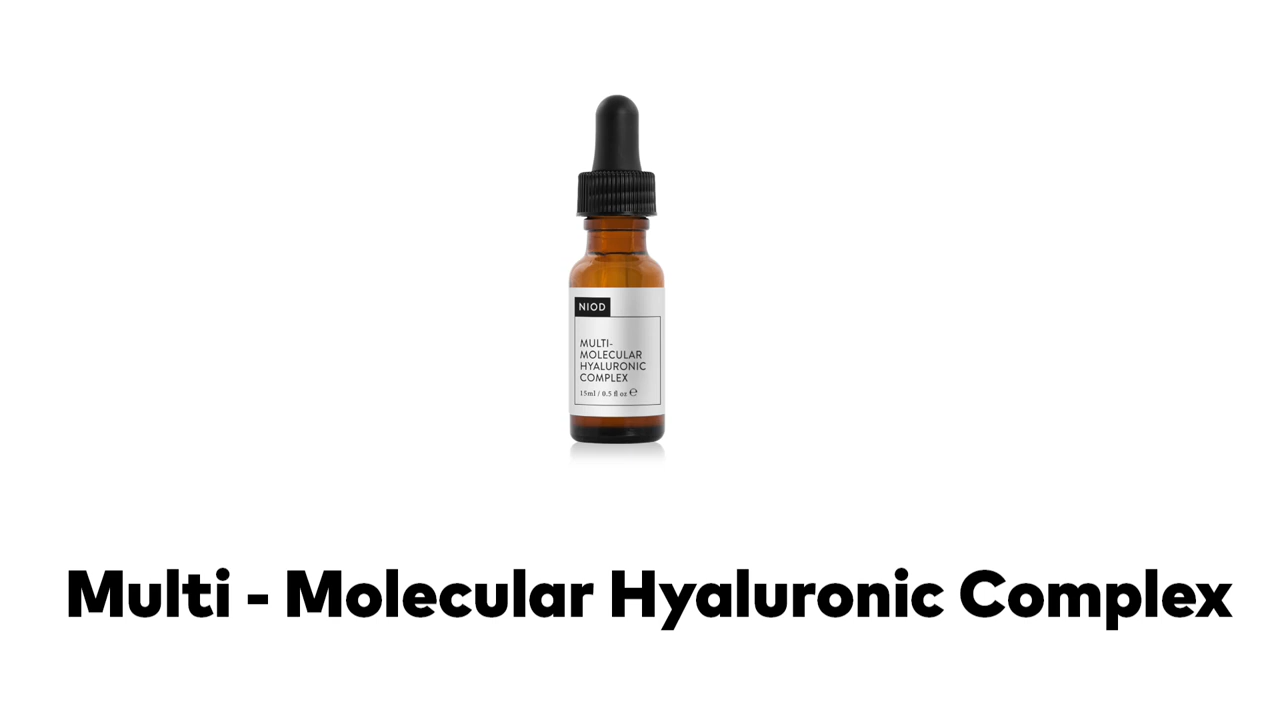 NIOD
MULTI-
MOLECULAR
HYALURONIC
COMPLEX
15ml / 0.5 fl oz ℮
Multi - Molecular Hyaluronic Complex